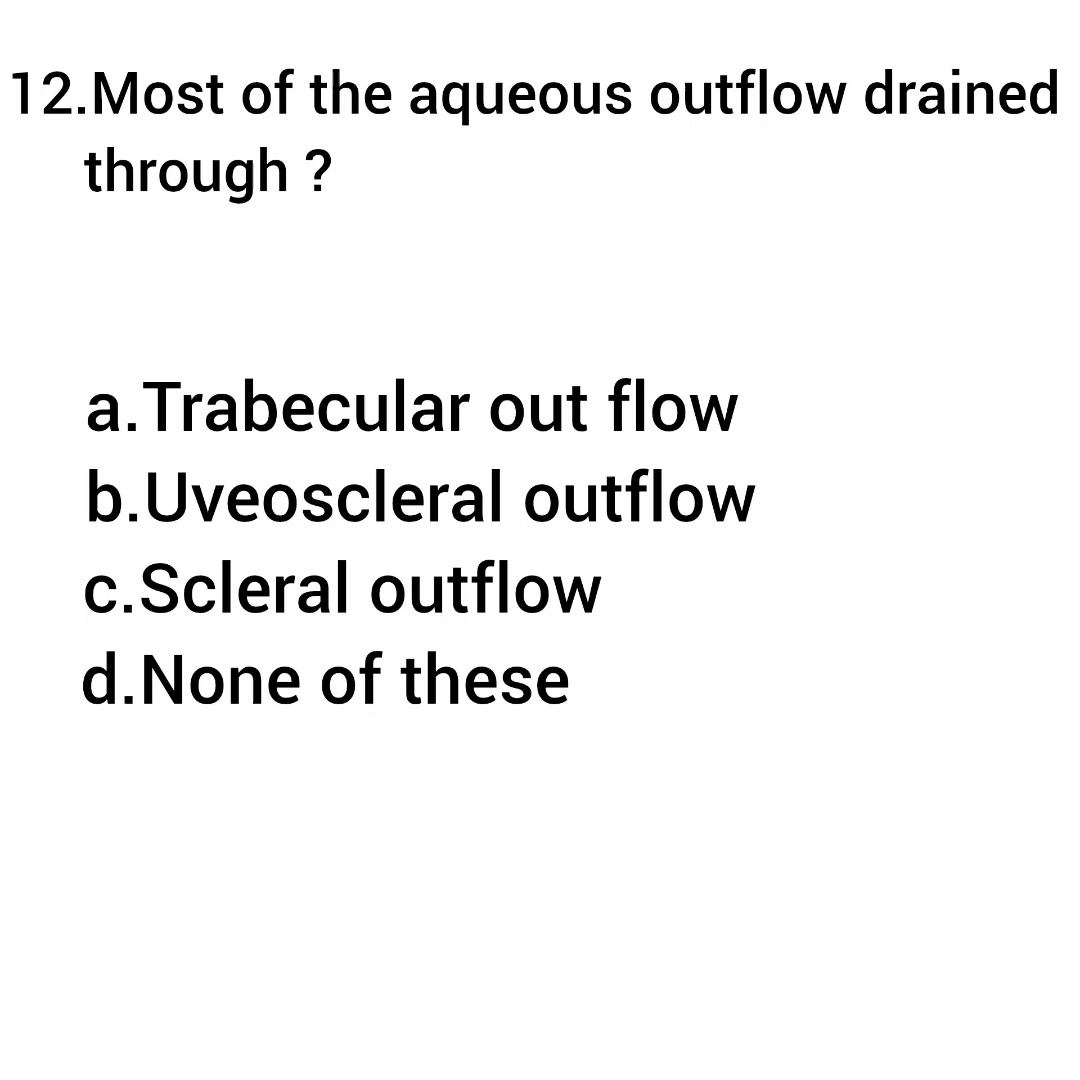 12.Most of the aqueous outflow drained
through ?
a.Trabecular out flow
b.Uveoscleral outflow
c.Scleral outflow
d.None of these